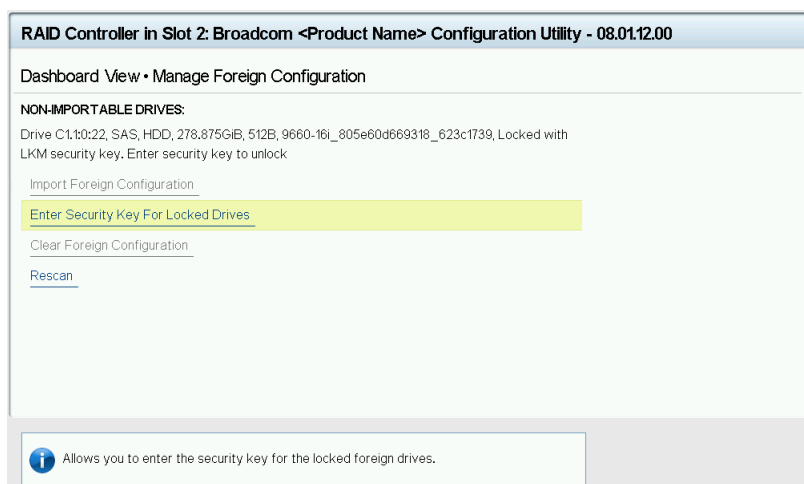 RAID Controller in Slot 2: Broadcom <Product Name> Configuration Utility - 08.01.12.00
Dashboard View • Manage Foreign Configuration
NON-IMPORTABLE DRIVES:
Drive C1.1:0:22, SAS, HDD, 278.875GiB, 512B, 9660-16i_805e60d669318_623c1739, Locked with
LKM security key. Enter security key to unlock
Import Foreign Configuration
Enter Security Key For Locked Drives
Clear Foreign Configuration
Rescan
Allows you to enter the security key for the locked foreign drives.